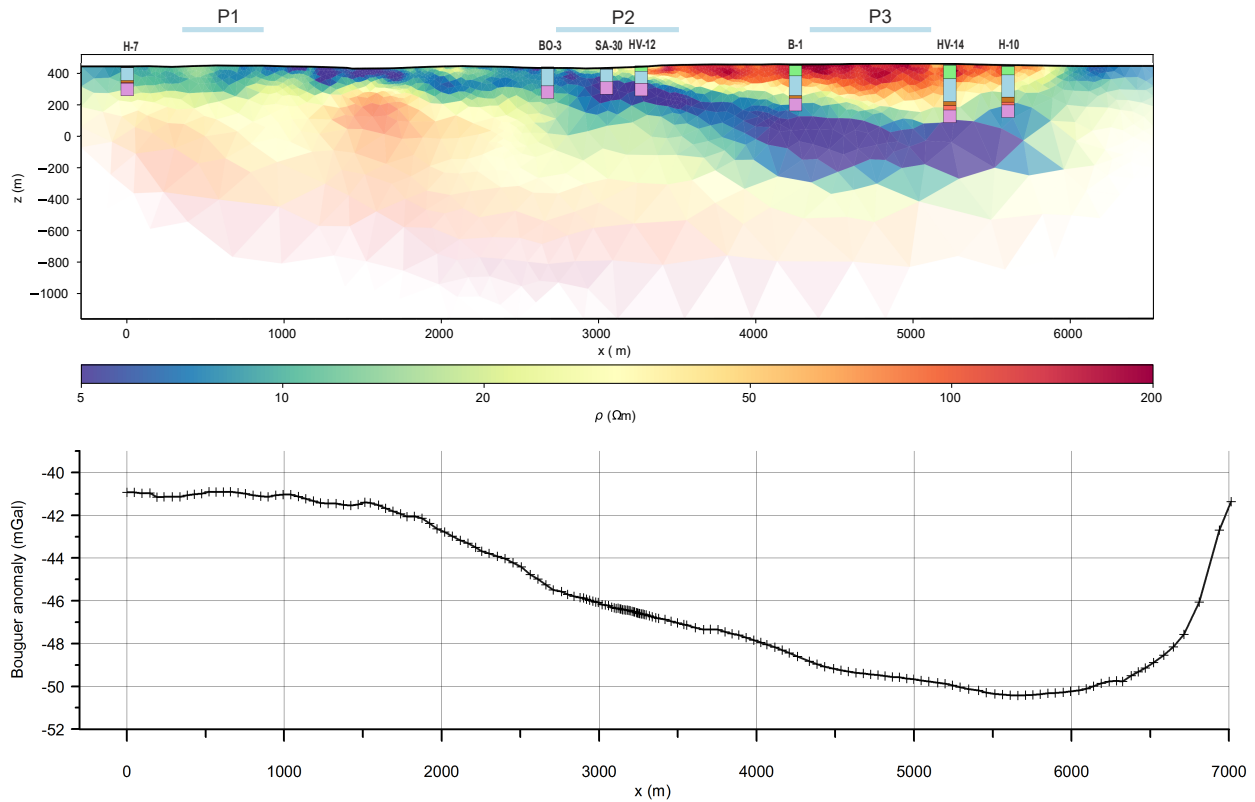 P1 P2 P3
H-7 BO-3 SA-30 HV-12 B-1 HV-14 H-10
400
200
0
−200
−400
−600
−800
−1000
z (m)
0 1000 2000 3000 4000 5000 6000
x ( m)
5 10 20 50 100 200
ρ (Ωm)
-40
-42
-44
-46
-48
-50
-52
Bouguer anomaly (mGal)
0 1000 2000 3000 4000 5000 6000 7000
x (m)